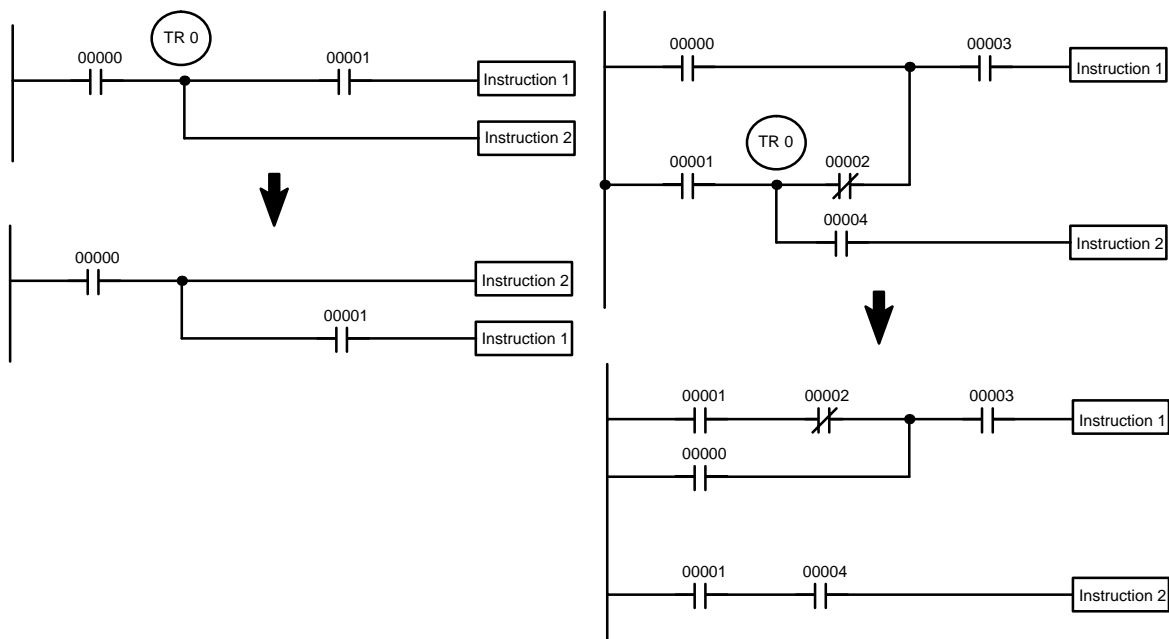 TR 0
00000
00001
Instruction 1
Instruction 2
00000
Instruction 2
00001
Instruction 1
00000
00003
Instruction 1
TR 0
00001
00002
00004
Instruction 2
00001
00002
00003
Instruction 1
00000
00001
00004
Instruction 2